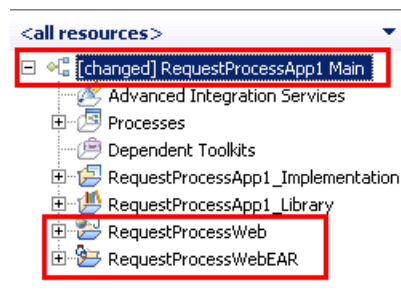 <all resources>
[changed] RequestProcessApp1 Main
Advanced Integration Services
Processes
Dependent Toolkits
RequestProcessApp1_Implementation
RequestProcessApp1_Library
RequestProcessWeb
RequestProcessWebEAR